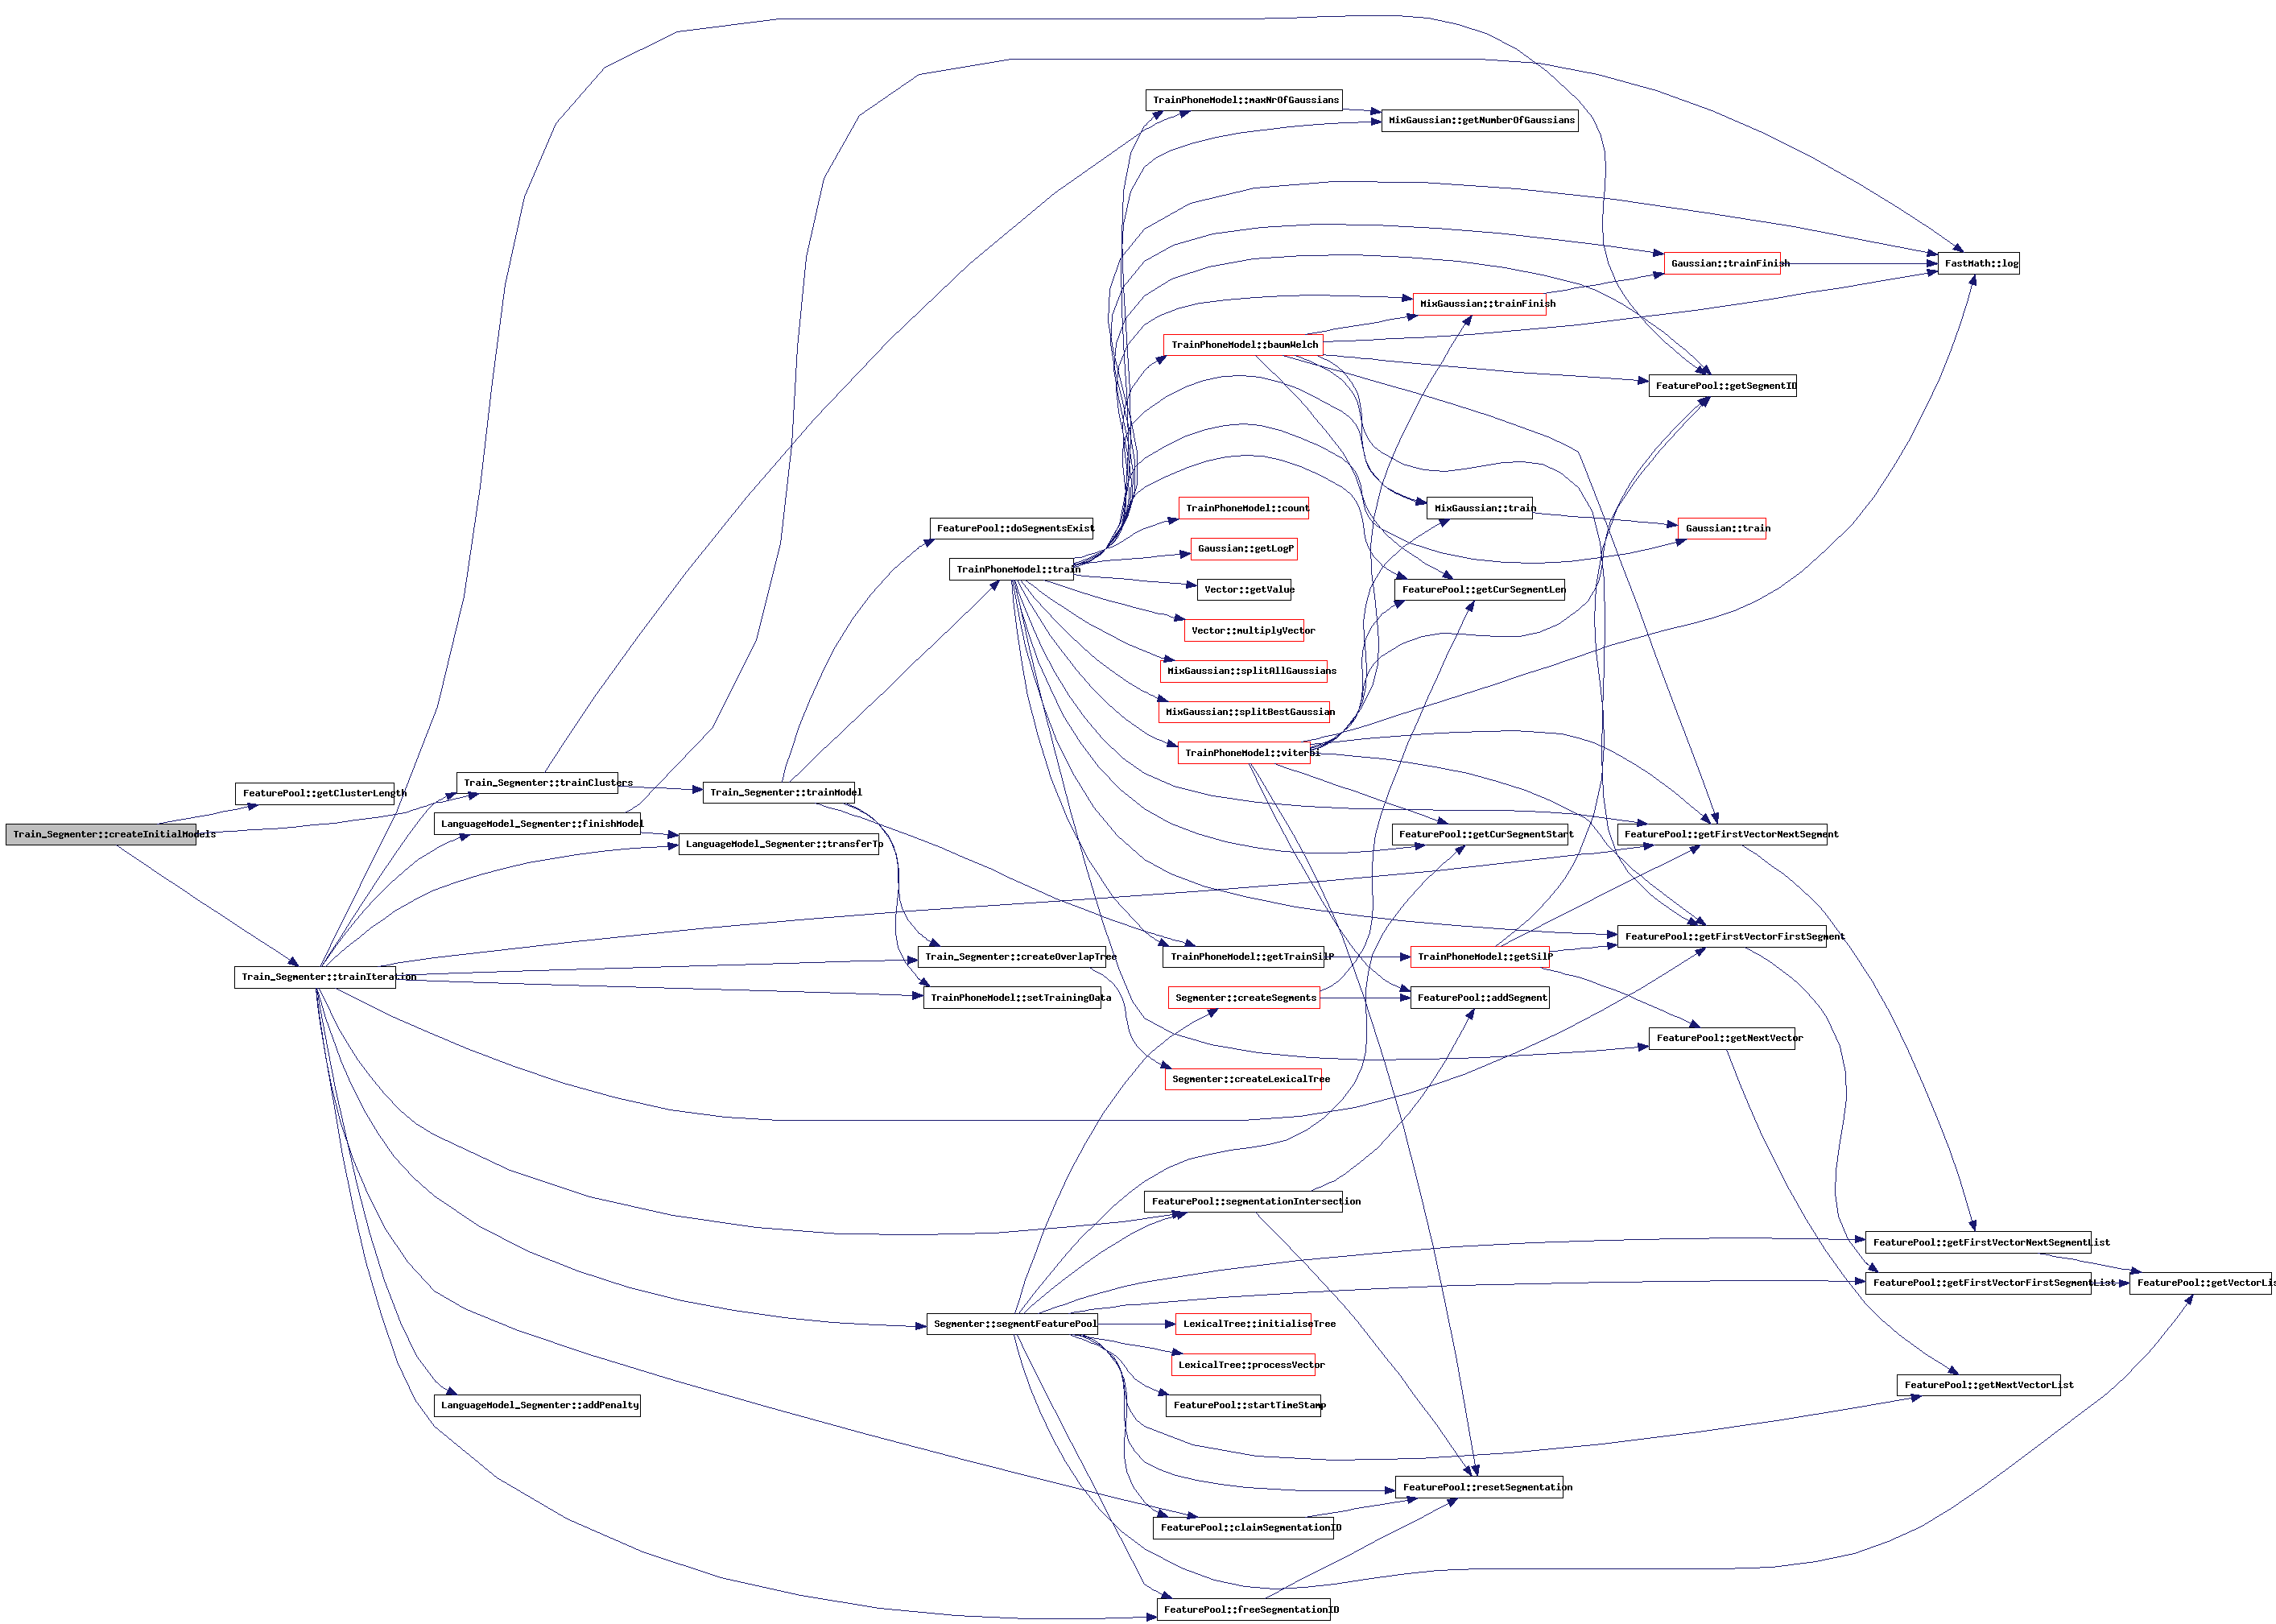 TrainPhoneModel::maxNrOfGaussians
MixGaussian::getNumberOfGaussians
Gaussian::trainFinish
FastMath::log
MixGaussian::trainFinish
TrainPhoneModel::baumWelch
FeaturePool::getSegmentID
TrainPhoneModel::count
MixGaussian::train
FeaturePool::doSegmentsExist
Gaussian::train
Gaussian::getLogP
TrainPhoneModel::train
Vector::getValue
FeaturePool::getCurSegmentLen
Vector::multiplyVector
MixGaussian::splitAllGaussians
MixGaussian::splitBestGaussian
TrainPhoneModel::viterbi
Train_Segmenter::trainClusters
FeaturePool::getClusterLength
Train_Segmenter::trainModel
LanguageModel_Segmenter::finishModel
Train_Segmenter::createInitialModels
FeaturePool::getCurSegmentStart
FeaturePool::getFirstVectorNextSegment
LanguageModel_Segmenter::transferTo
FeaturePool::getFirstVectorFirstSegment
Train_Segmenter::createOverlapTree
TrainPhoneModel::getTrainSilP
TrainPhoneModel::getSilP
Train_Segmenter::trainIteration
TrainPhoneModel::setTrainingData
Segmenter::createSegments
FeaturePool::addSegment
FeaturePool::getNextVector
Segmenter::createLexicalTree
FeaturePool::segmentationIntersection
FeaturePool::getFirstVectorNextSegmentList
FeaturePool::getFirstVectorFirstSegmentList
FeaturePool::getVectorLis
Segmenter::segmentFeaturePool
LexicalTree::initialiseTree
LexicalTree::processVector
FeaturePool::getNextVectorList
LanguageModel_Segmenter::addPenalty
FeaturePool::startTimeStamp
FeaturePool::resetSegmentation
FeaturePool::claimSegmentationID
FeaturePool::freeSegmentationID